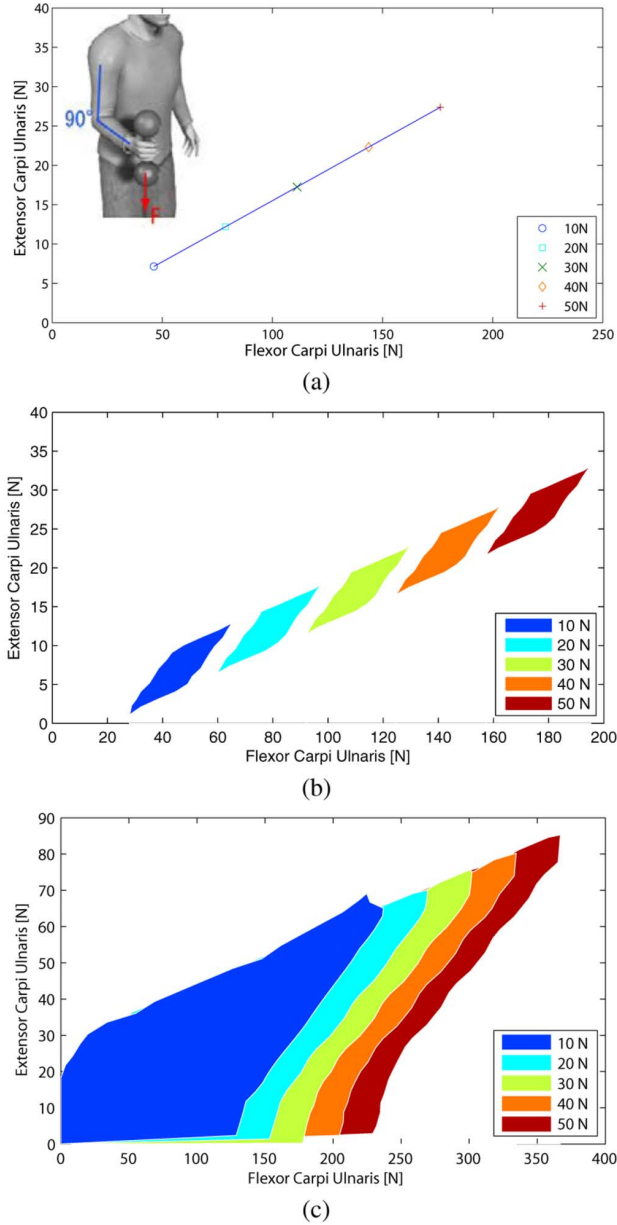 40
35
30
25
20
15
10
5
0
Extensor Carpi Ulnaris [N]
90°
F
10N
20N
30N
40N
50N
0
50
100
150
200
250
Flexor Carpi Ulnaris [N]
(a)
40
35
30
25
20
15
10
5
0
Extensor Carpi Ulnaris [N]
10 N
20 N
30 N
40 N
50 N
0
20
40
60
80
100
120
140
160
180
200
Flexor Carpi Ulnaris [N]
(b)
90
80
70
60
50
40
30
20
10
0
Extensor Carpi Ulnaris [N]
10 N
20 N
30 N
40 N
50 N
0
50
100
150
200
250
300
350
400
Flexor Carpi Ulnaris [N]
(c)